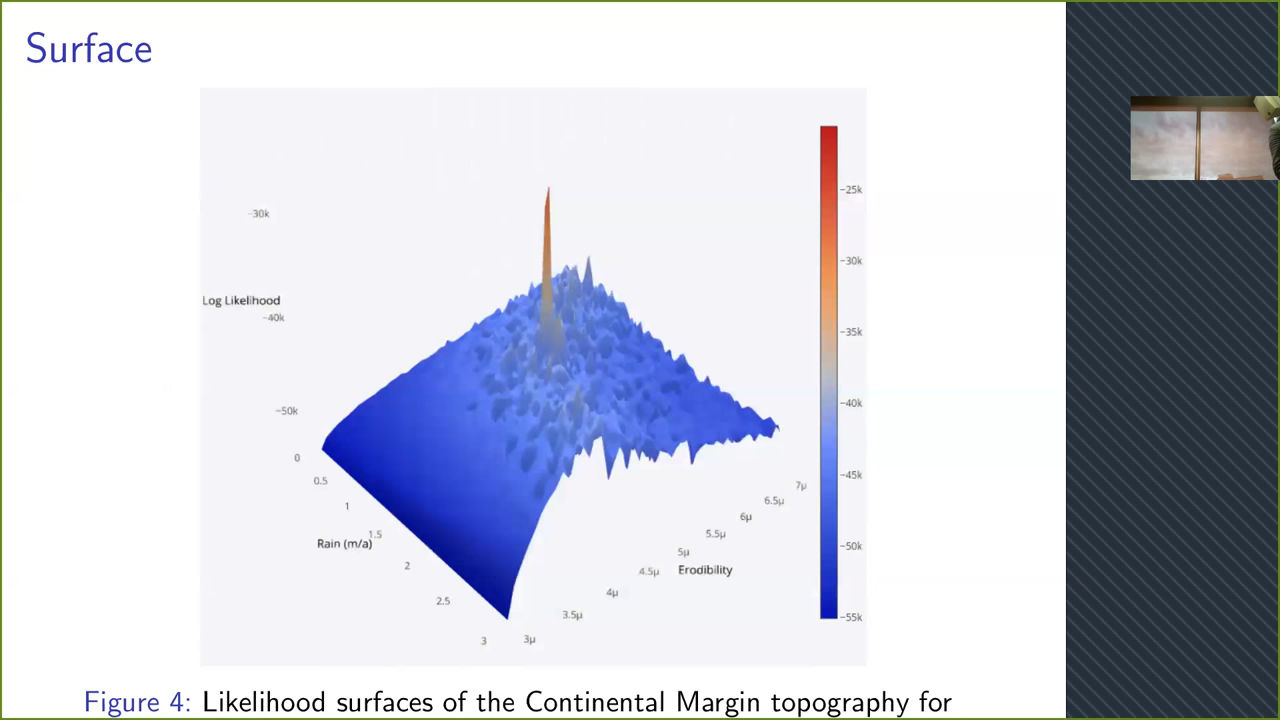 Surface
−30k
Log Likelihood
−40k
−50k
0
0.5
1
1.5
Rain (m/a)
2
2.5
3
3μ
3.5μ
4μ
4.5μ
Erodibility
5μ
5.5μ
6μ
6.5μ
7μ
−25k
−30k
−35k
−40k
−45k
−50k
−55k
Figure 4: Likelihood surfaces of the Continental Margin topography for